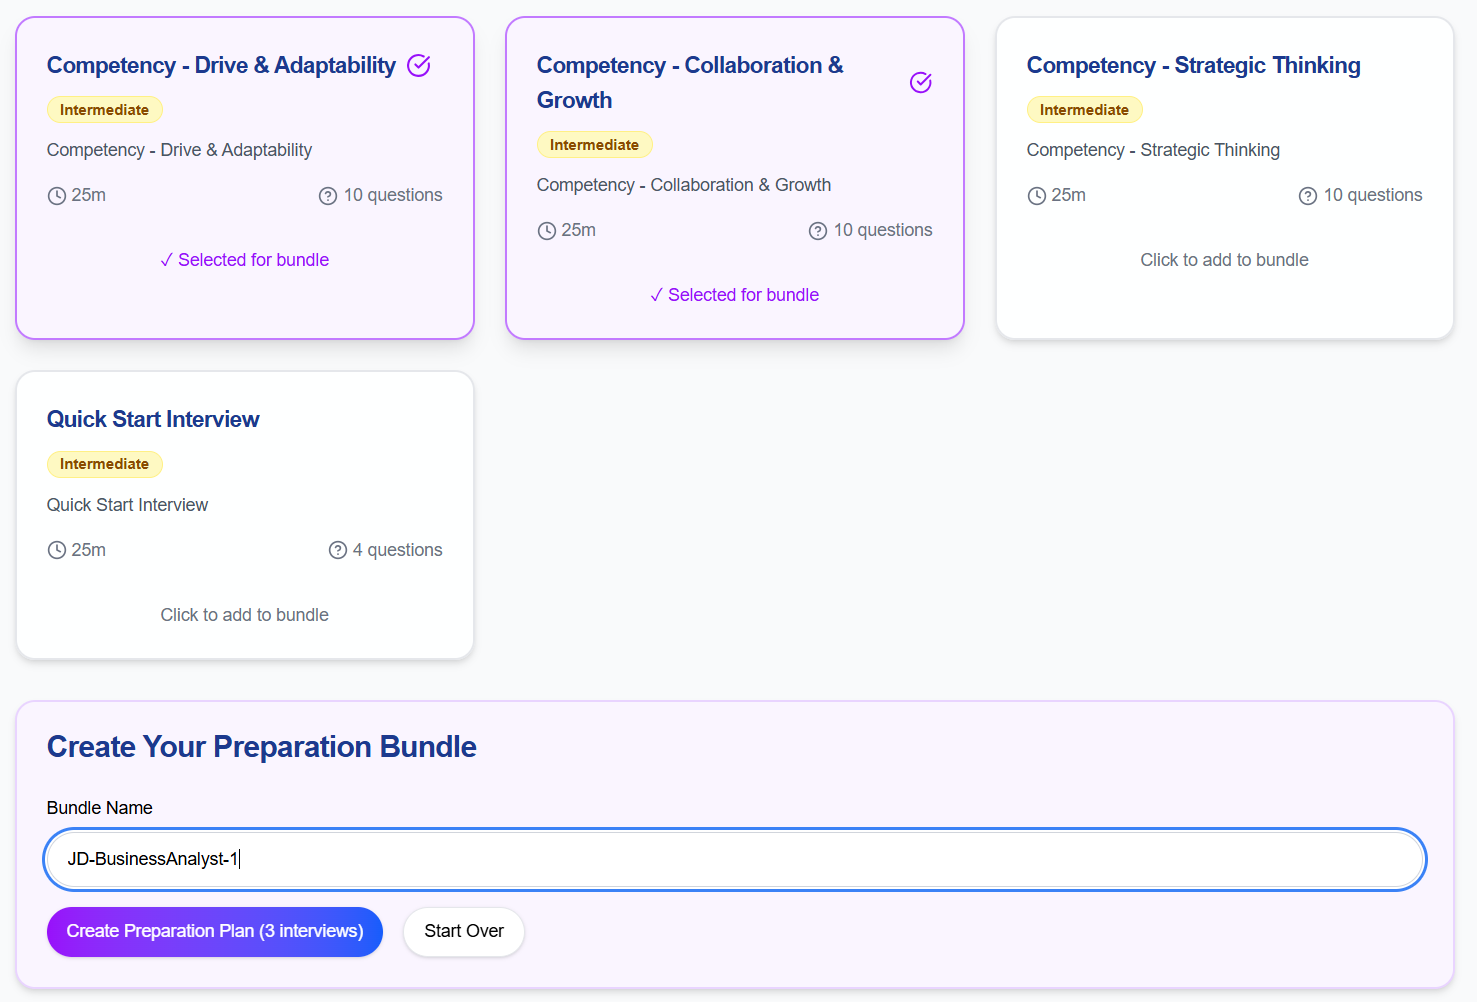 Competency - Drive & Adaptability
Intermediate
Competency - Drive & Adaptability
25m
10 questions
✓ Selected for bundle
Competency - Collaboration &
Growth
Intermediate
Competency - Collaboration & Growth
25m
10 questions
✓ Selected for bundle
Competency - Strategic Thinking
Intermediate
Competency - Strategic Thinking
25m
10 questions
Click to add to bundle
Quick Start Interview
Intermediate
Quick Start Interview
25m
4 questions
Click to add to bundle
Create Your Preparation Bundle
Bundle Name
JD-BusinessAnalyst-1
Create Preparation Plan (3 interviews)
Start Over